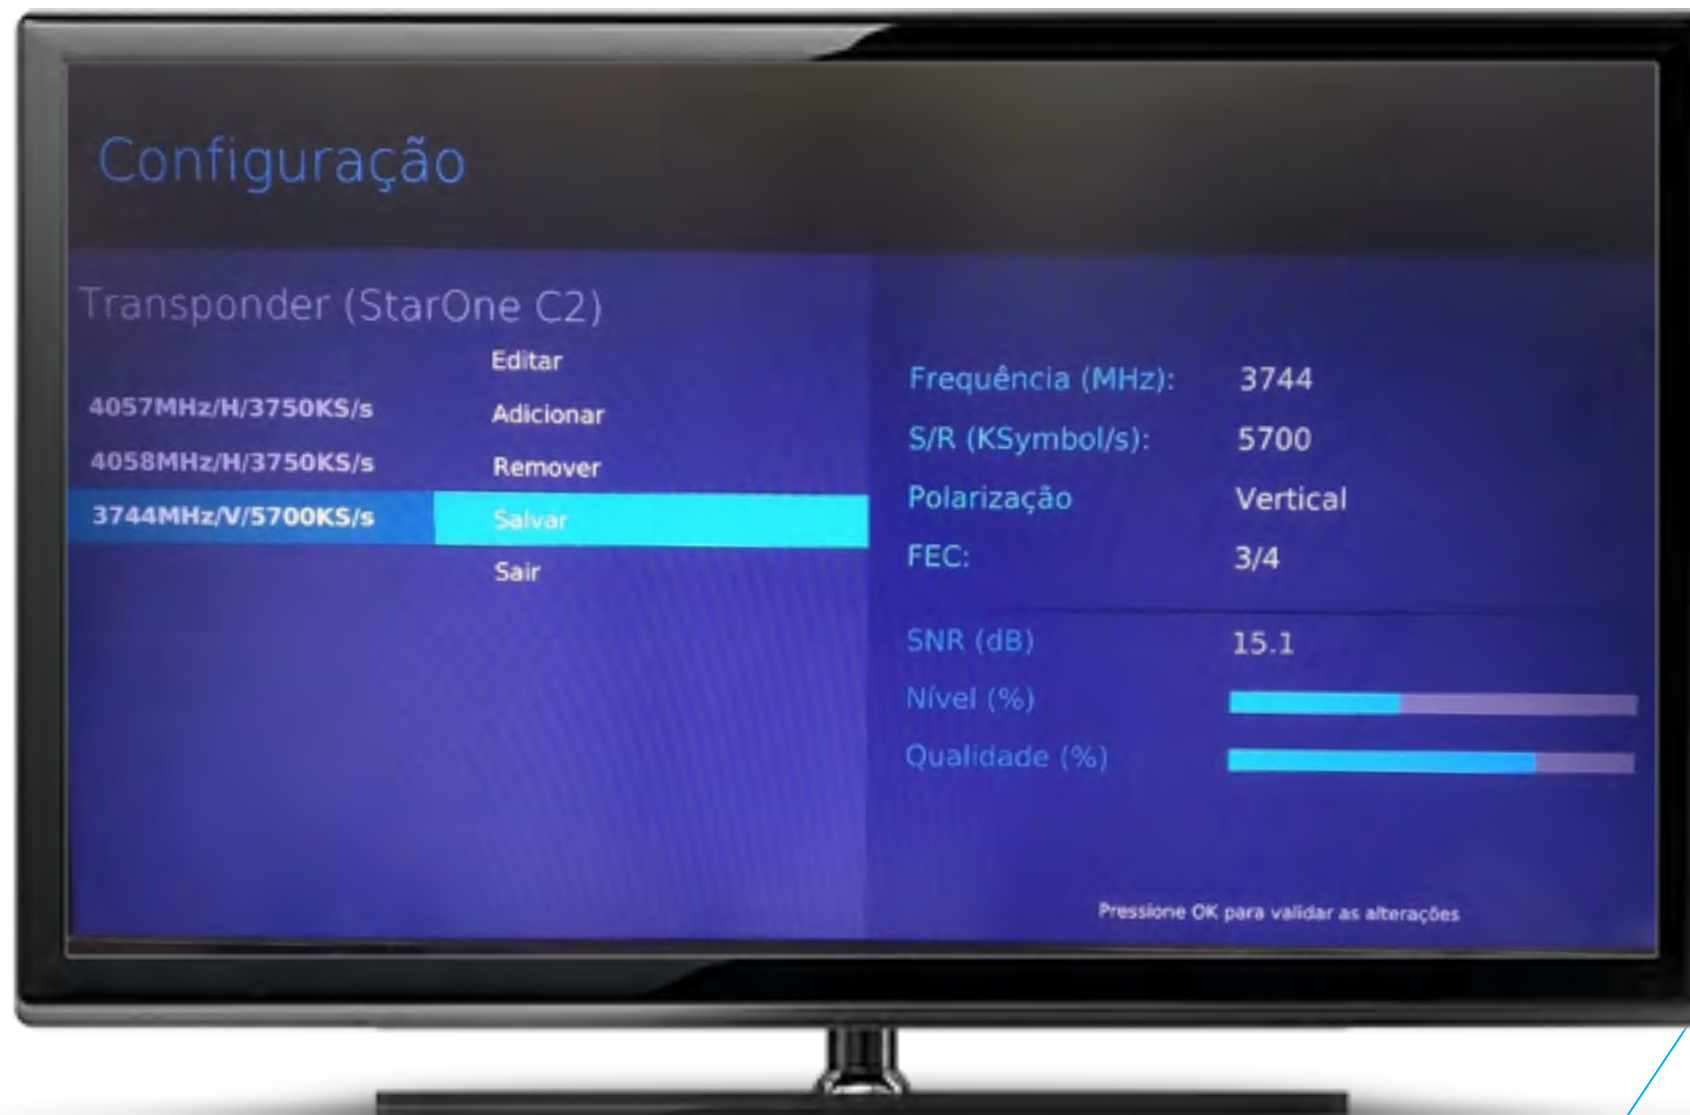 Configuração
Transponder (StarOne C2)
Editar
4057MHz/H/3750KS/s
Adicionar
4058MHz/H/3750KS/s
Remover
3744MHz/V/5700KS/s
Salvar
Sair
Frequência (MHz): 3744
S/R (KSymbol/s): 5700
Polarização Vertical
FEC: 3/4
SNR (dB) 15.1
Nível (%)
Qualidade (%)
Pressione OK para validar as alterações